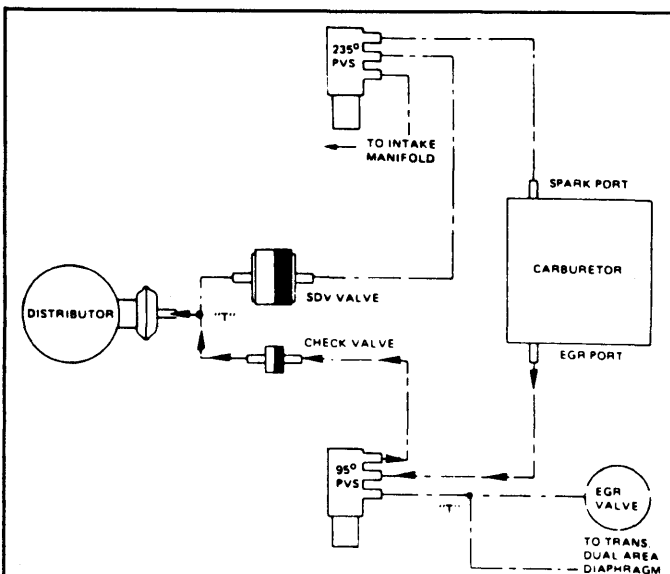 235°
PVS
TO INTAKE
MANIFOLD
SPARK PORT
CARBURETOR
EGR PORT
SDV VALVE
DISTRIBUTOR
"T"
CHECK VALVE
95°
PVS
"T"
EGR
VALVE
TO TRANS.
DUAL AREA
DIAPHRAGM